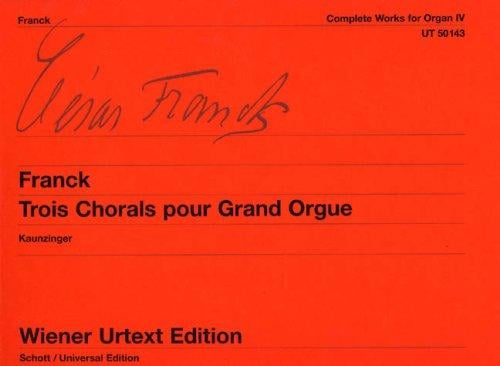 Franck
Complete Works for Organ IV
UT 50143
César Franck
Franck
Trois Chorals pour Grand Orgue
Kaunzinger
Wiener Urtext Edition
Schott / Universal Edition